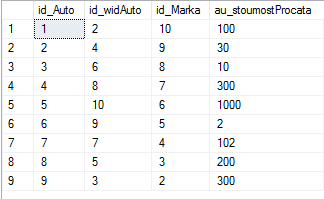 id_Auto id_widAuto id_Marka au_stoumostProcata
1 1 2 10 100
2 2 4 9 30
3 3 6 8 10
4 4 8 7 300
5 5 10 6 1000
6 6 9 5 2
7 7 7 4 102
8 8 5 3 200
9 9 3 2 300